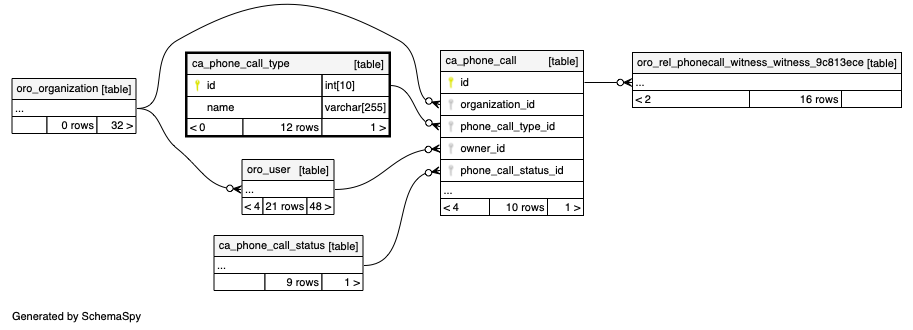 ca_phone_call_type [table]
id int[10]
name varchar[255]
< 0 12 rows 1 >
ca_phone_call [table]
id
organization_id
phone_call_type_id
owner_id
phone_call_status_id
...
< 4 10 rows 1 >
oro_rel_phonecall_witness_witness_9c813ece [table]
...
< 2 16 rows
oro_organization [table]
...
0 rows 32 >
oro_user [table]
...
< 4 21 rows 48 >
ca_phone_call_status [table]
...
9 rows 1 >
Generated by SchemaSpy